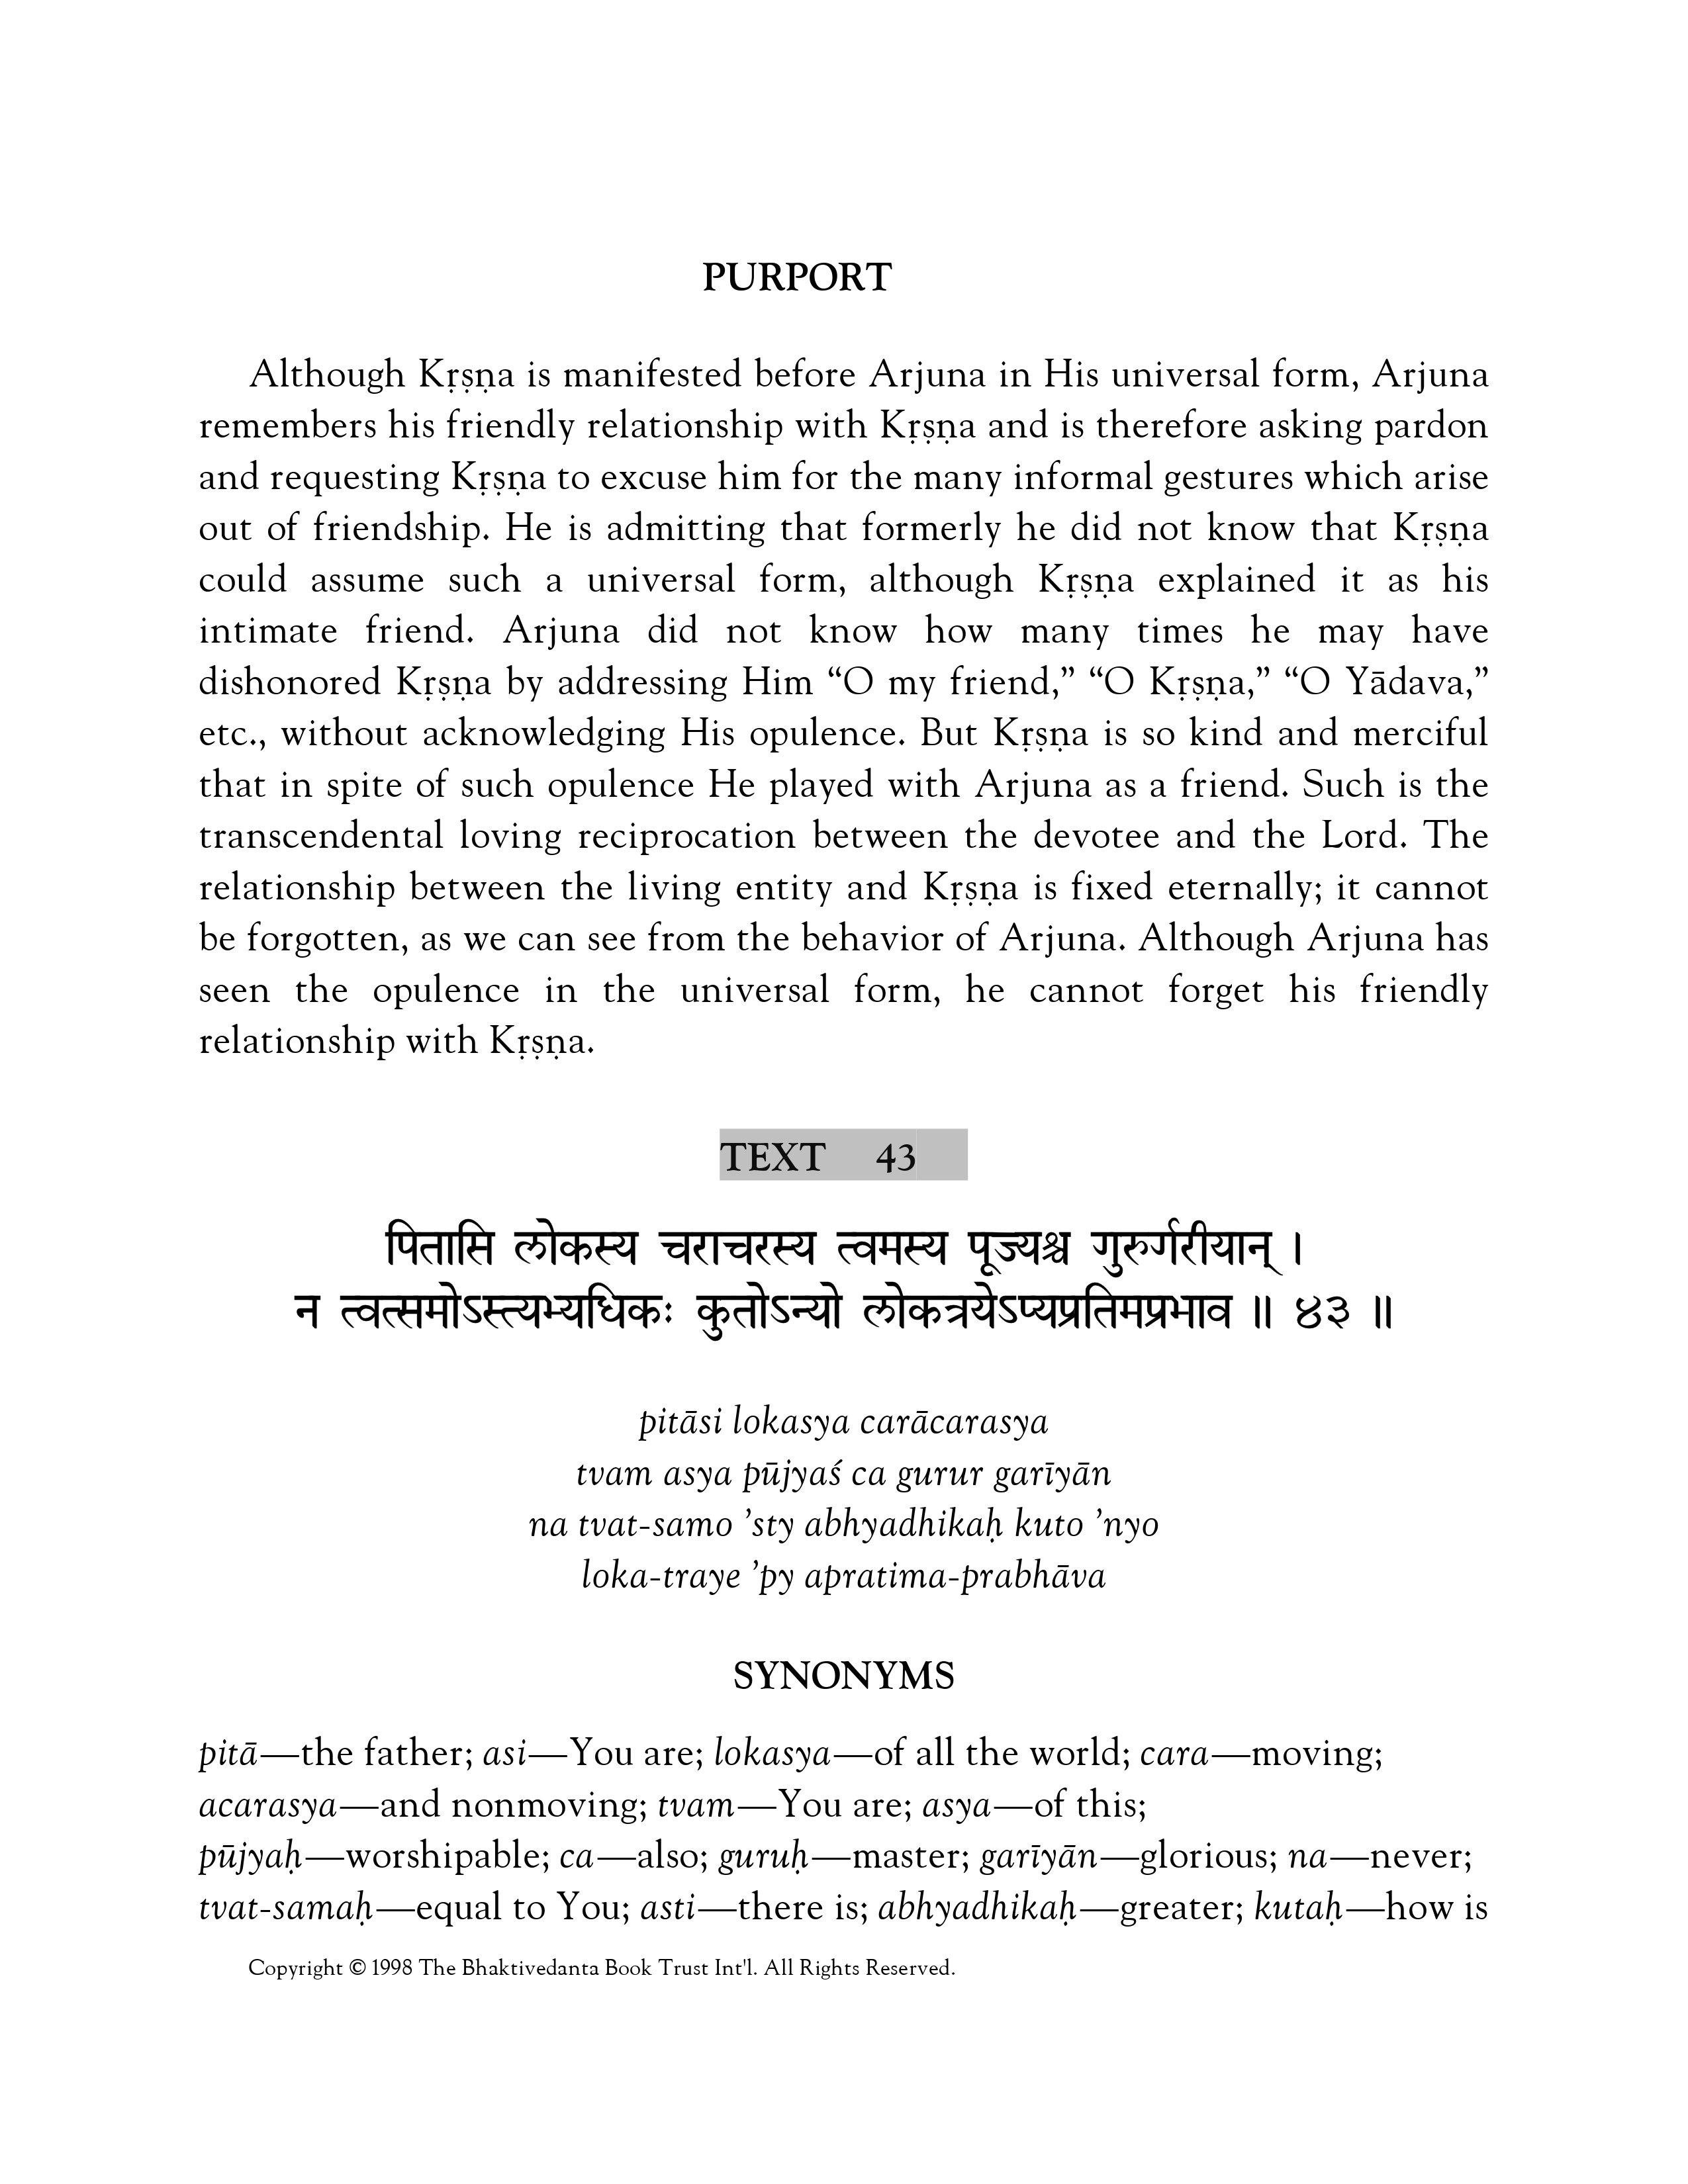 PURPORT
Although Kṛṣṇa is manifested before Arjuna in His universal form, Arjuna
remembers his friendly relationship with Kṛṣṇa and is therefore asking pardon
and requesting Kṛṣṇa to excuse him for the many informal gestures which arise
out of friendship. He is admitting that formerly he did not know that Kṛṣṇa
could assume such a universal form, although Kṛṣṇa explained it as his
intimate friend. Arjuna did not know how many times he may have
dishonored Kṛṣṇa by addressing Him “O my friend,” “O Kṛṣṇa,” “O Yādava,”
etc., without acknowledging His opulence. But Kṛṣṇa is so kind and merciful
that in spite of such opulence He played with Arjuna as a friend. Such is the
transcendental loving reciprocation between the devotee and the Lord. The
relationship between the living entity and Kṛṣṇa is fixed eternally; it cannot
be forgotten, as we can see from the behavior of Arjuna. Although Arjuna has
seen the opulence in the universal form, he cannot forget his friendly
relationship with Kṛṣṇa.
TEXT 43
पितासि लोकस्य चराचरस्य त्वमस्य पूज्यश्च गुरुर्गरीयान् ।
न त्वत्समोऽस्त्यभ्यधिकः कुतोऽन्यो लोकत्रयेऽप्यप्रतिमप्रभाव ॥ ४३ ॥
pitāsi lokasya carācarasya
tvam asya pūjyaś ca gurur garīyān
na tvat-samo ’sty abhyadhikaḥ kuto ’nyo
loka-traye ’py apratima-prabhāva
SYNONYMS
pitā—the father; asi—You are; lokasya—of all the world; cara—moving;
acarasya—and nonmoving; tvam—You are; asya—of this;
pūjyaḥ—worshipable; ca—also; guruḥ—master; garīyān—glorious; na—never;
tvat-samaḥ—equal to You; asti—there is; abhyadhikaḥ—greater; kutaḥ—how is
Copyright © 1998 The Bhaktivedanta Book Trust Int'l. All Rights Reserved.